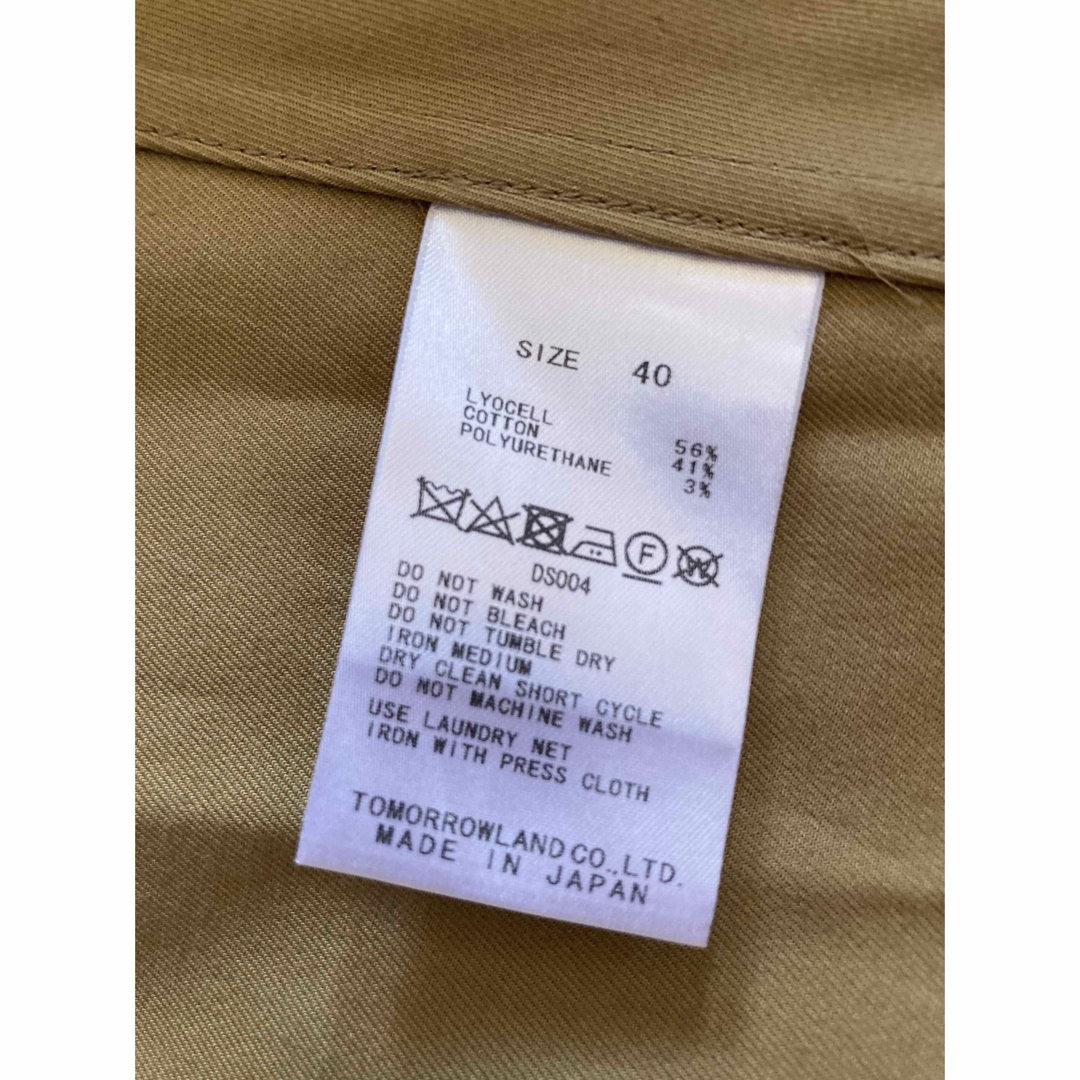 SIZE 40
LYOCELL 56%
COTTON 41%
POLYURETHANE 3%
F W
DS004
DO NOT WASH
DO NOT BLEACH
DO NOT TUMBLE DRY
IRON MEDIUM
DRY CLEAN SHORT CYCLE
DO NOT MACHINE WASH
USE LAUNDRY NET
IRON WITH PRESS CLOTH
TOMORROWLAND CO.,LTD.
MADE IN JAPAN